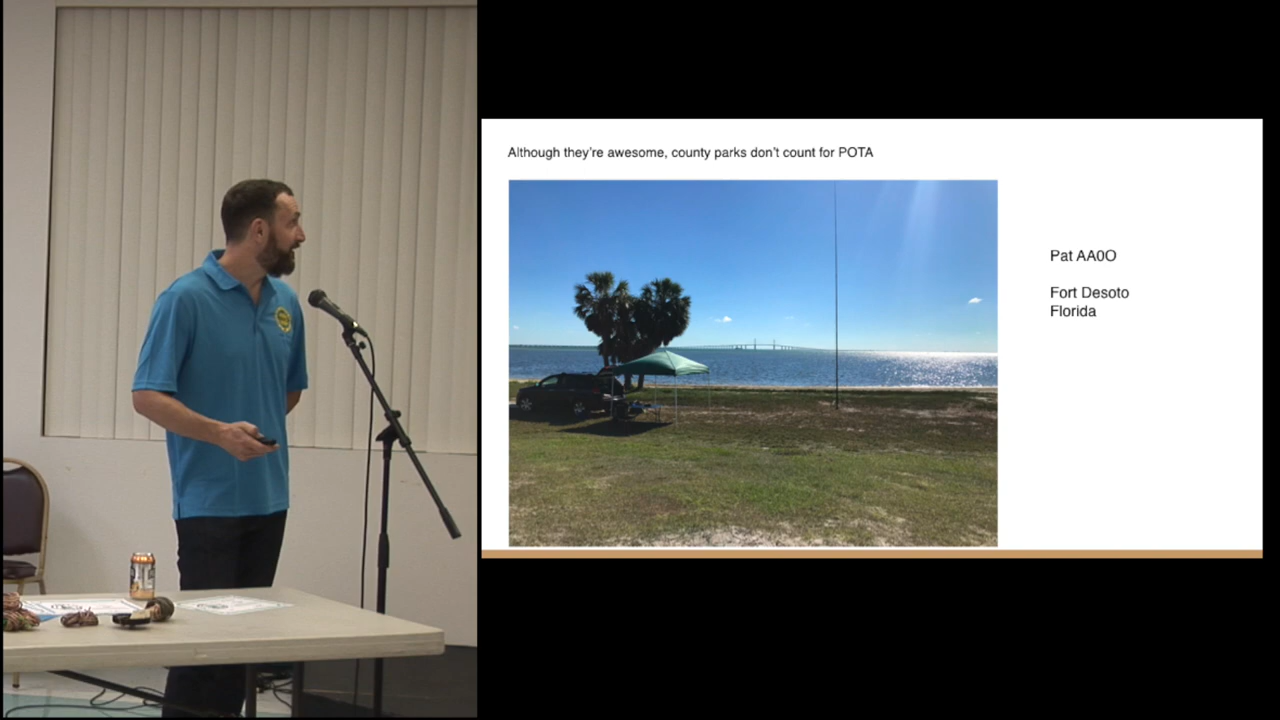 Although they're awesome, county parks don't count for POTA
Pat AA0O
Fort Desoto
Florida